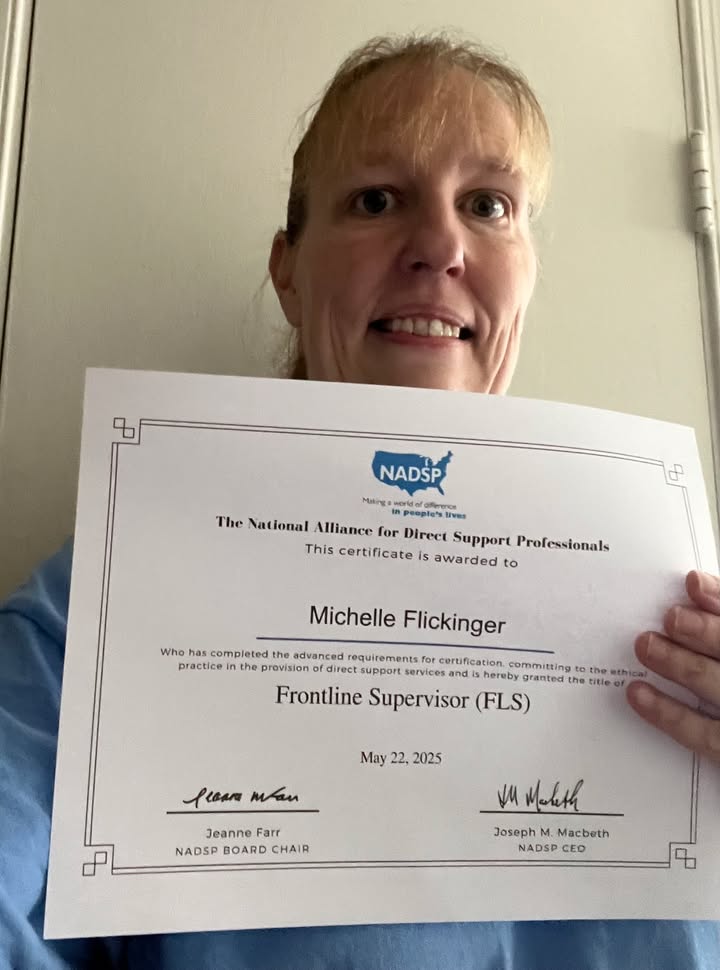 NADSP
Making a world of difference
in people's lives
The National Alliance for Direct Support Professionals
This certificate is awarded to
Michelle Flickinger
Who has completed the advanced requirements for certification, committing to the ethical
practice in the provision of direct support services and is hereby granted the title of
Frontline Supervisor (FLS)
May 22, 2025
Jeanne Farr
NADSP BOARD CHAIR
Joseph M. Macbeth
NADSP CEO